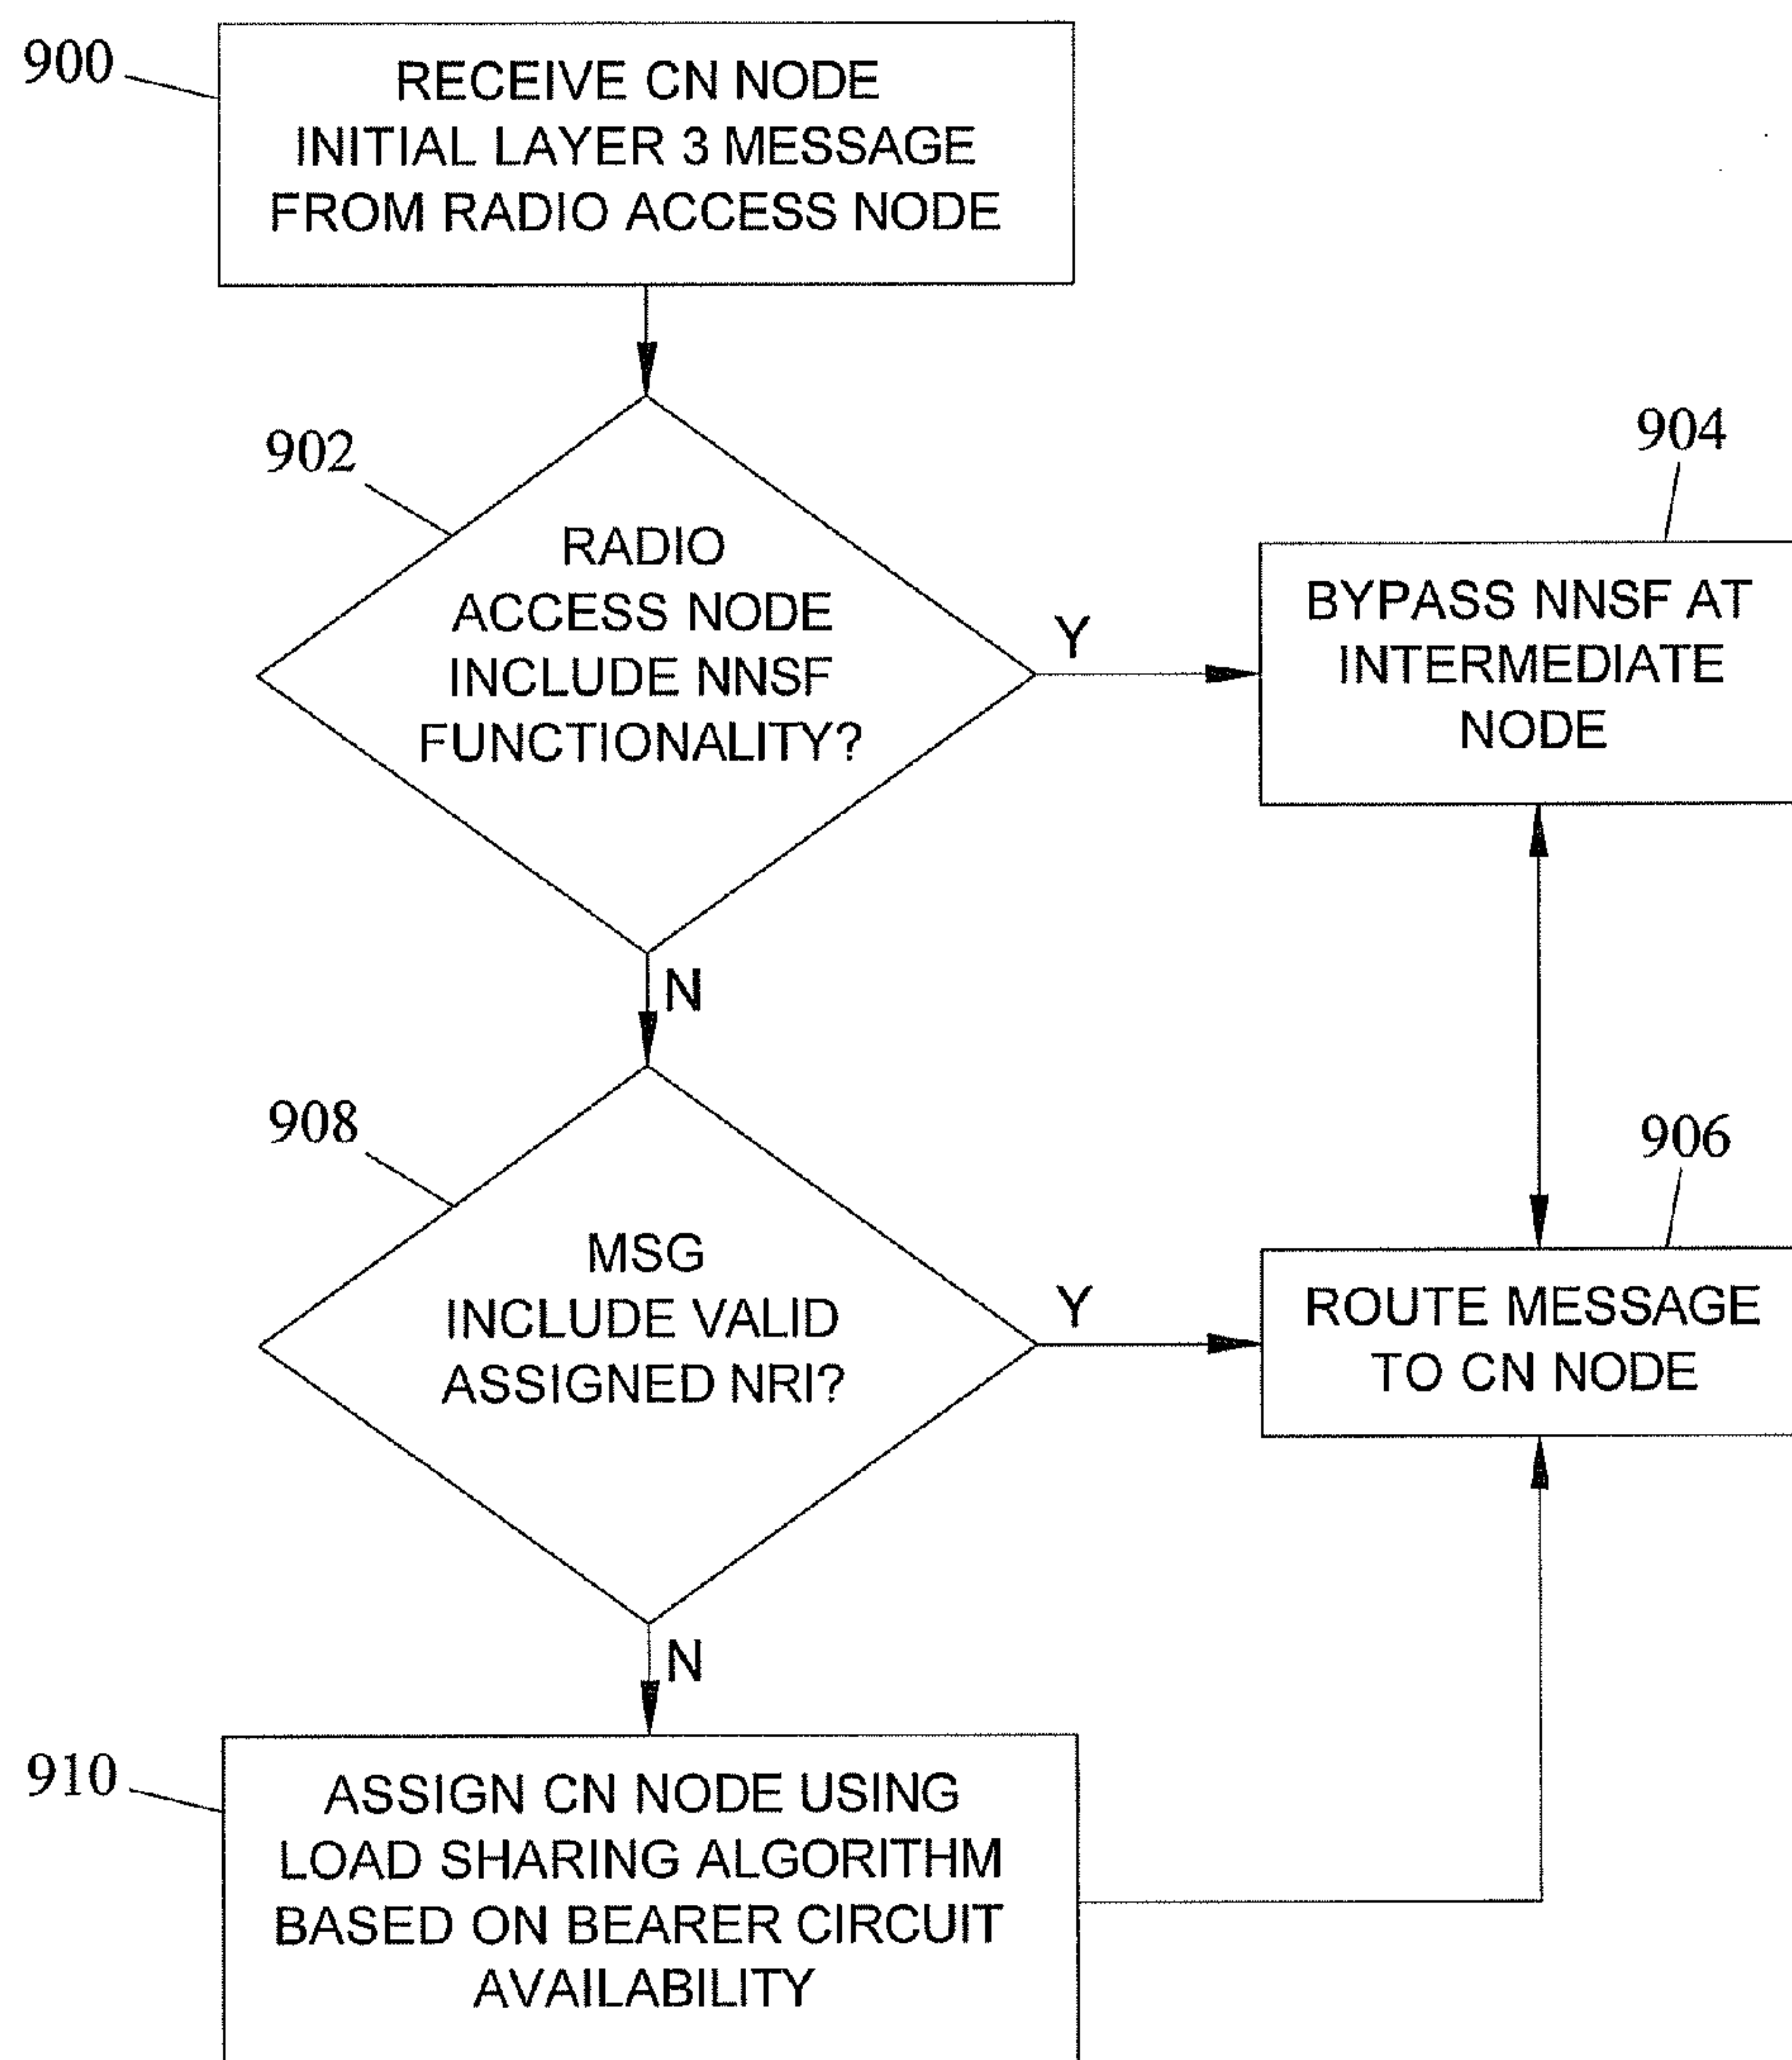 900
RECEIVE CN NODE
INITIAL LAYER 3 MESSAGE
FROM RADIO ACCESS NODE
902
RADIO
ACCESS NODE
INCLUDE NNSF
FUNCTIONALITY?
Y
904
BYPASS NNSF AT
INTERMEDIATE
NODE
N
908
MSG
INCLUDE VALID
ASSIGNED NRI?
Y
906
ROUTE MESSAGE
TO CN NODE
N
910
ASSIGN CN NODE USING
LOAD SHARING ALGORITHM
BASED ON BEARER CIRCUIT
AVAILABILITY